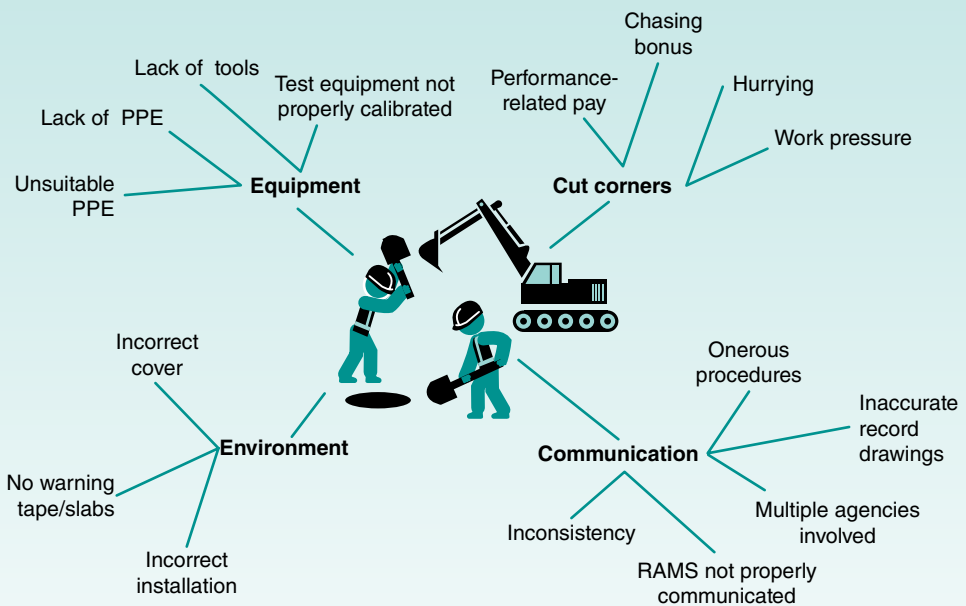 Chasing
bonus
Lack of tools
Test equipment not
properly calibrated
Performance-
related pay
Hurrying
Lack of PPE
Work pressure
Unsuitable
PPE
Equipment
Cut corners
Incorrect
cover
Onerous
procedures
Inaccurate
record
drawings
Environment
Communication
No warning
tape/slabs
Inconsistency
Multiple agencies
involved
Incorrect
installation
RAMS not properly
communicated